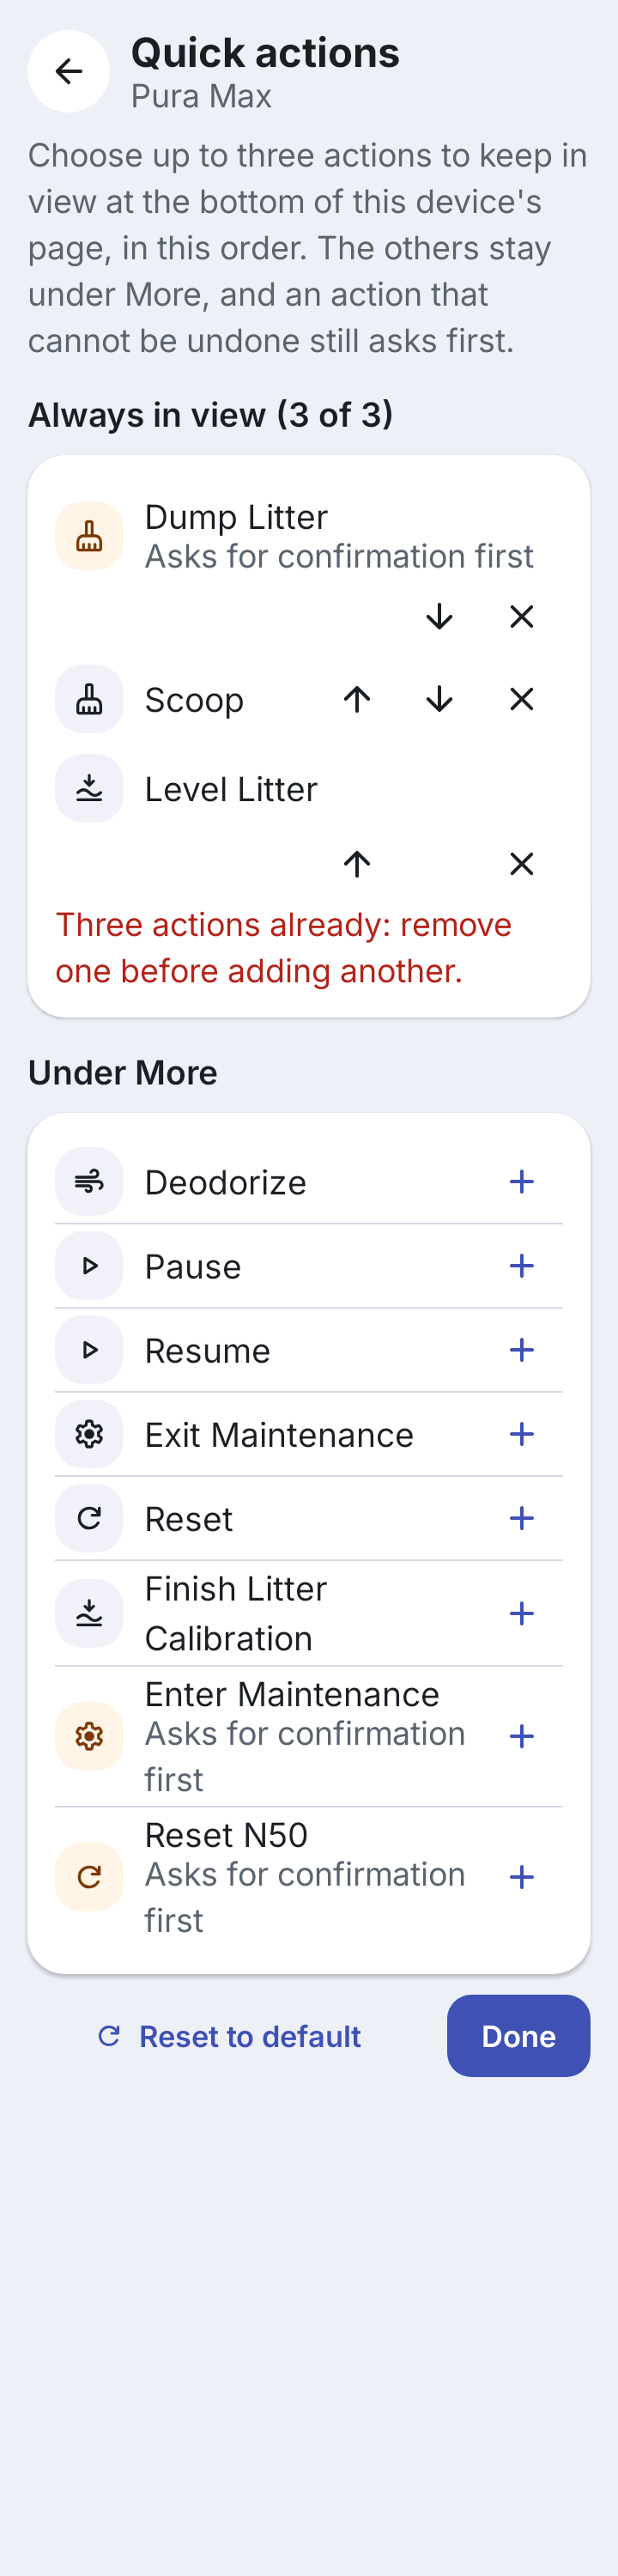 Quick actions
Pura Max
Choose up to three actions to keep in
view at the bottom of this device's
page, in this order. The others stay
under More, and an action that
cannot be undone still asks first.
Always in view (3 of 3)
Dump Litter
Asks for confirmation first
Scoop
Level Litter
Three actions already: remove
one before adding another.
Under More
Deodorize
Pause
Resume
Exit Maintenance
Reset
Finish Litter
Calibration
Enter Maintenance
Asks for confirmation
first
Reset N50
Asks for confirmation
first
Reset to default
Done